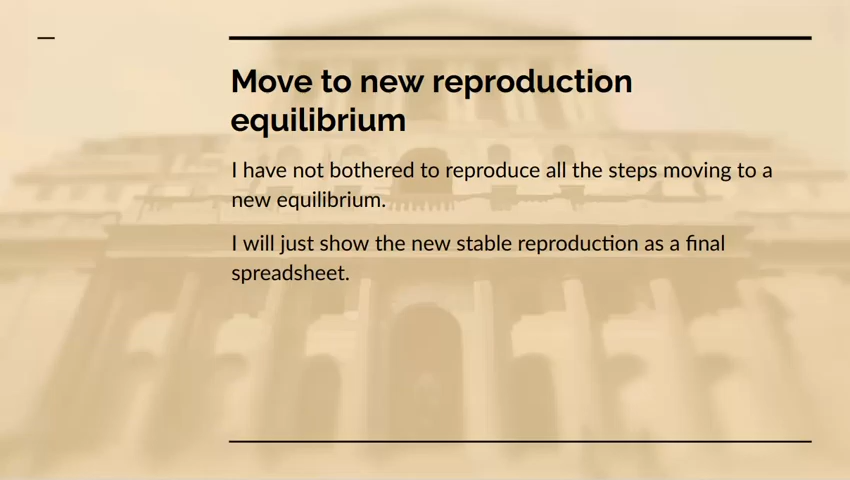 Move to new reproduction
equilibrium
I have not bothered to reproduce all the steps moving to a
new equilibrium.
I will just show the new stable reproduction as a final
spreadsheet.